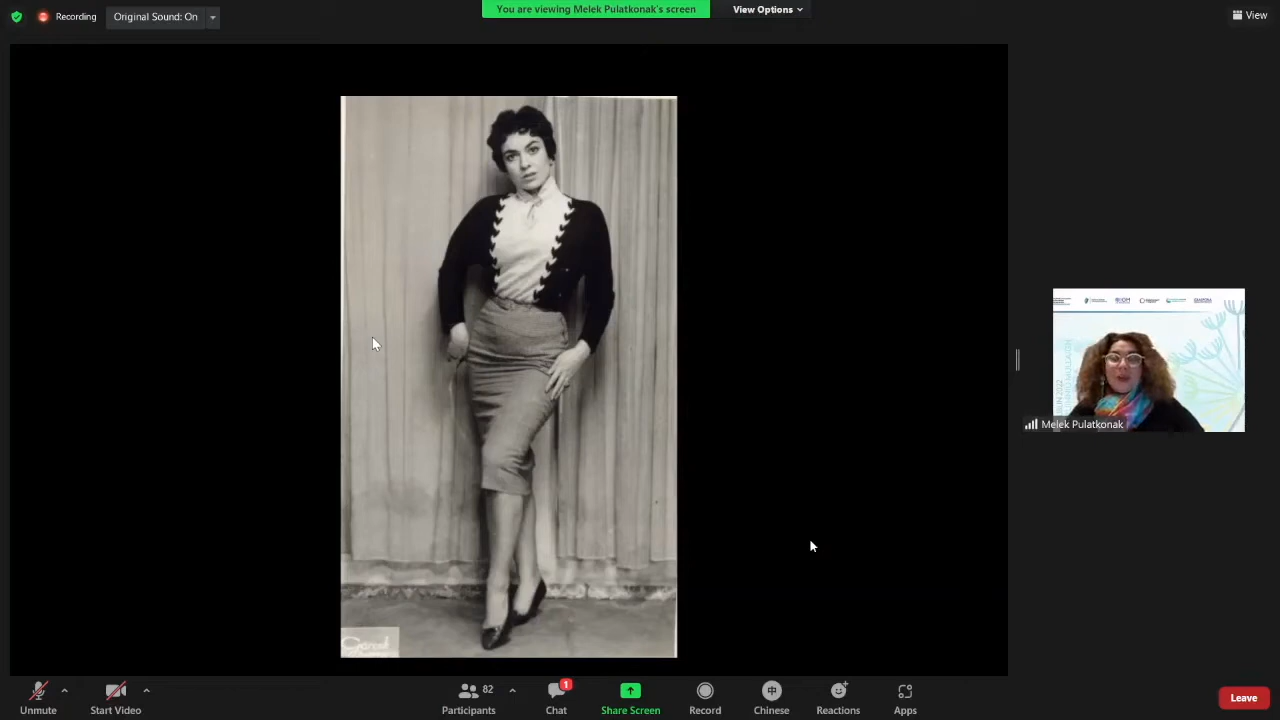 Recording
Original Sound: On
You are viewing Melek Pulatkonak's screen
View Options
View
Melek Pulatkonak
Unmute
Start Video
82
Participants
1
Chat
Share Screen
Record
中
Chinese
Reactions
Apps
Leave